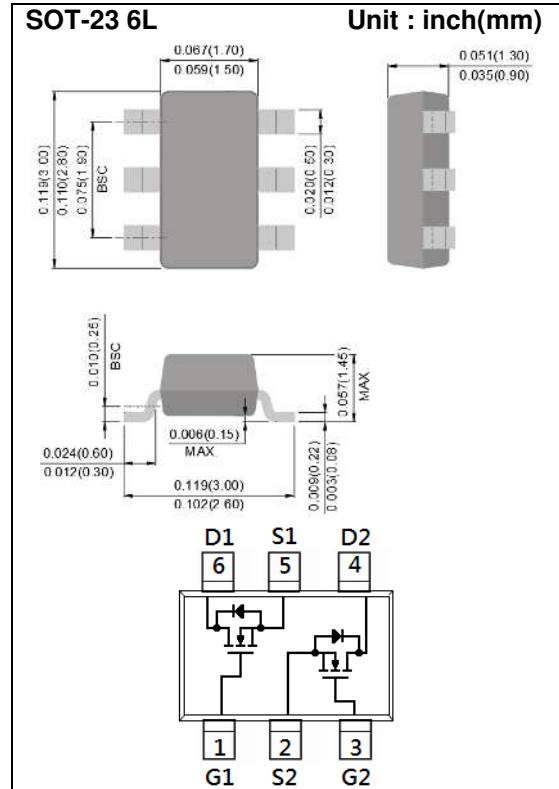 SOT-23 6L Unit : inch(mm)
0.067(1.70)
0.059(1.50)
0.051(1.30)
0.035(0.90)
0.119(3.00)
0.110(2.80)
0.075(1.90)
BSC
0.020(0.50)
0.012(0.30)
0.010(0.25)
BSC
0.057(1.45)
MAX.
0.006(0.15)
MAX.
0.024(0.60)
0.012(0.30)
0.009(0.22)
0.003(0.08)
0.119(3.00)
0.102(2.60)
D1 S1 D2
6 5 4
1 2 3
G1 S2 G2